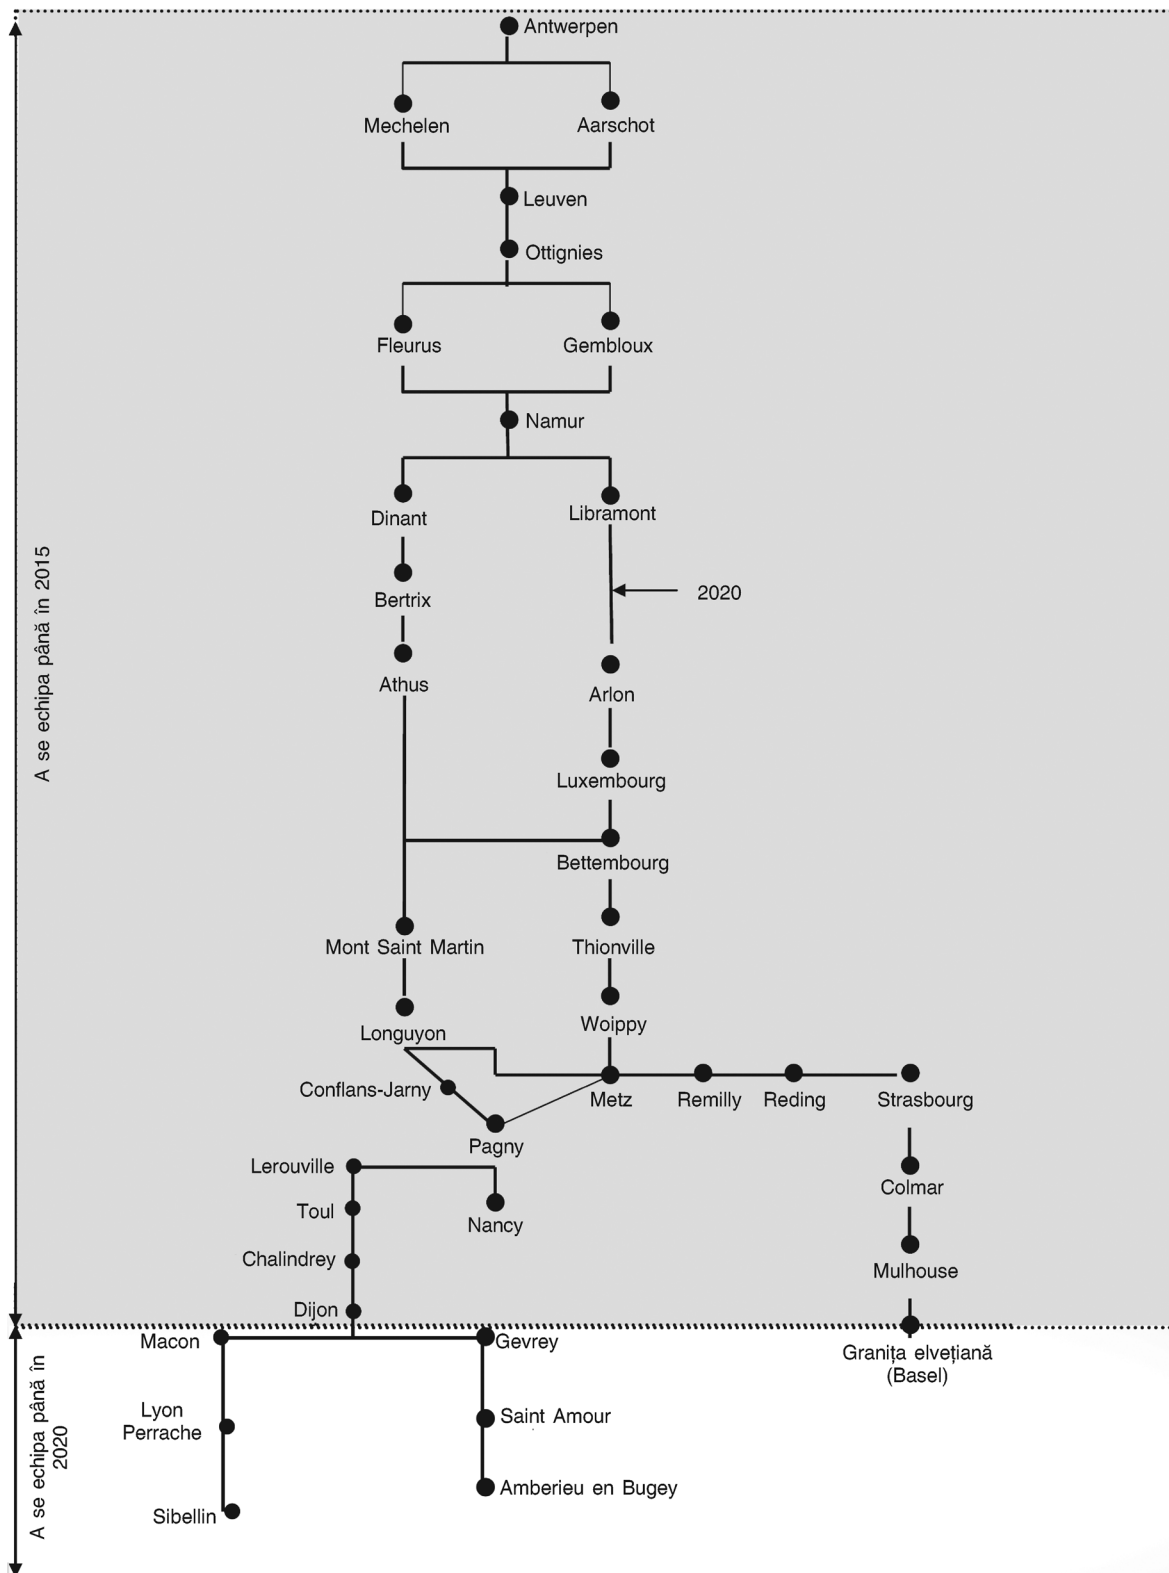 Antwerpen
Mechelen
Aarschot
Leuven
Ottignies
Fleurus
Gembloux
Namur
Dinant
Libramont
2020
Bertrix
Athus
Arlon
Luxembourg
Bettembourg
Mont Saint Martin
Thionville
Longuyon
Woippy
Conflans-Jarny
Metz
Remilly
Reding
Strasbourg
Pagny
Lerouville
Colmar
Toul
Nancy
Chalindrey
Mulhouse
Dijon
Macon
Gevrey
Granița elvețiană
(Basel)
Lyon
Perrache
Saint Amour
Amberieu en Bugey
Sibellin
A se echipa până în 2015
A se echipa până în
2020